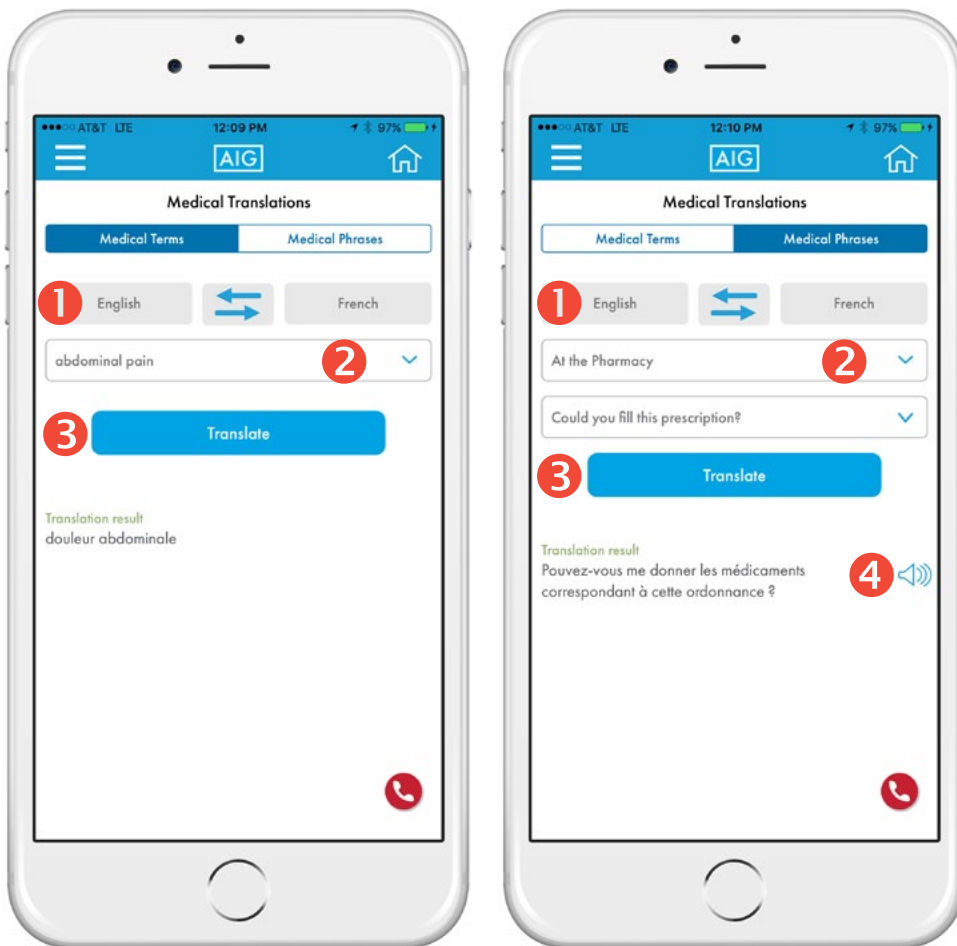 AT&T LTE 12:09 PM 97%
AIG
Medical Translations
Medical Terms Medical Phrases
1 English French
abdominal pain 2
3 Translate
Translation result
douleur abdominale
AT&T LTE 12:10 PM 97%
AIG
Medical Translations
Medical Terms Medical Phrases
1 English French
At the Pharmacy 2
Could you fill this prescription?
3 Translate
Translation result
Pouvez-vous me donner les médicaments 4
correspondant à cette ordonnance ?